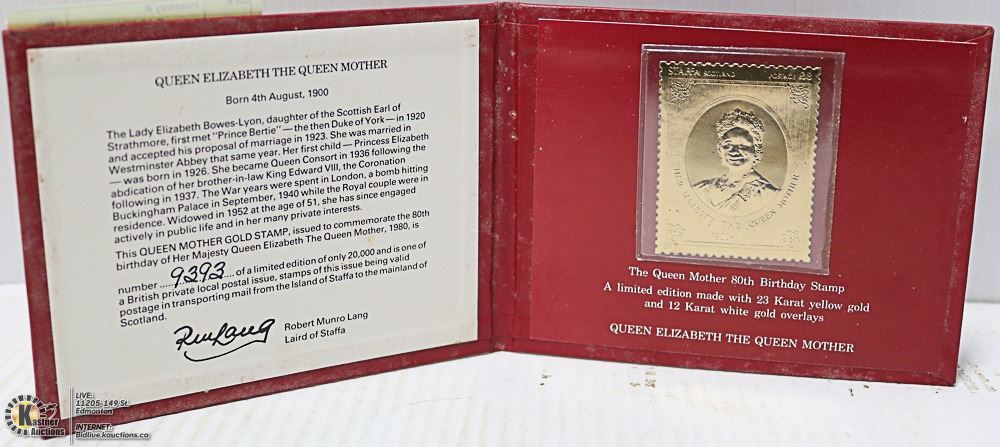 QUEEN ELIZABETH THE QUEEN MOTHER
Born 4th August, 1900
The Lady Elizabeth Bowes-Lyon, daughter of the Scottish Earl of
Strathmore, first met "Prince Bertie" — the then Duke of York — in 1920
and accepted his proposal of marriage in 1923. She was married in
Westminster Abbey that same year. Her first child — Princess Elizabeth
— was born in 1926. She became Queen Consort in 1936 following the
abdication of her brother-in-law King Edward VIII, the Coronation
following in 1937. The War years were spent in London, a bomb hitting
Buckingham Palace in September, 1940 while the Royal couple were in
residence. Widowed in 1952 at the age of 51, she has since engaged
actively in public life and in her many private interests.
This QUEEN MOTHER GOLD STAMP, issued to commemorate the 80th
birthday of Her Majesty Queen Elizabeth The Queen Mother, 1980, is
number .....9393.... of a limited edition of only 20,000 and is one of
a British private local postal issue, stamps of this issue being valid
postage in transporting mail from the Island of Staffa to the mainland of
Scotland.
Robert Munro Lang
Laird of Staffa
STAFFA SCOTLAND POSTAGE £8
HER MAJESTY THE QUEEN MOTHER
The Queen Mother 80th Birthday Stamp
A limited edition made with 23 Karat yellow gold
and 12 Karat white gold overlays
QUEEN ELIZABETH THE QUEEN MOTHER
Kastner
Auctions
LIVE:
11205-149 St
Edmonton
INTERNET:
Bidlive.kauctions.ca